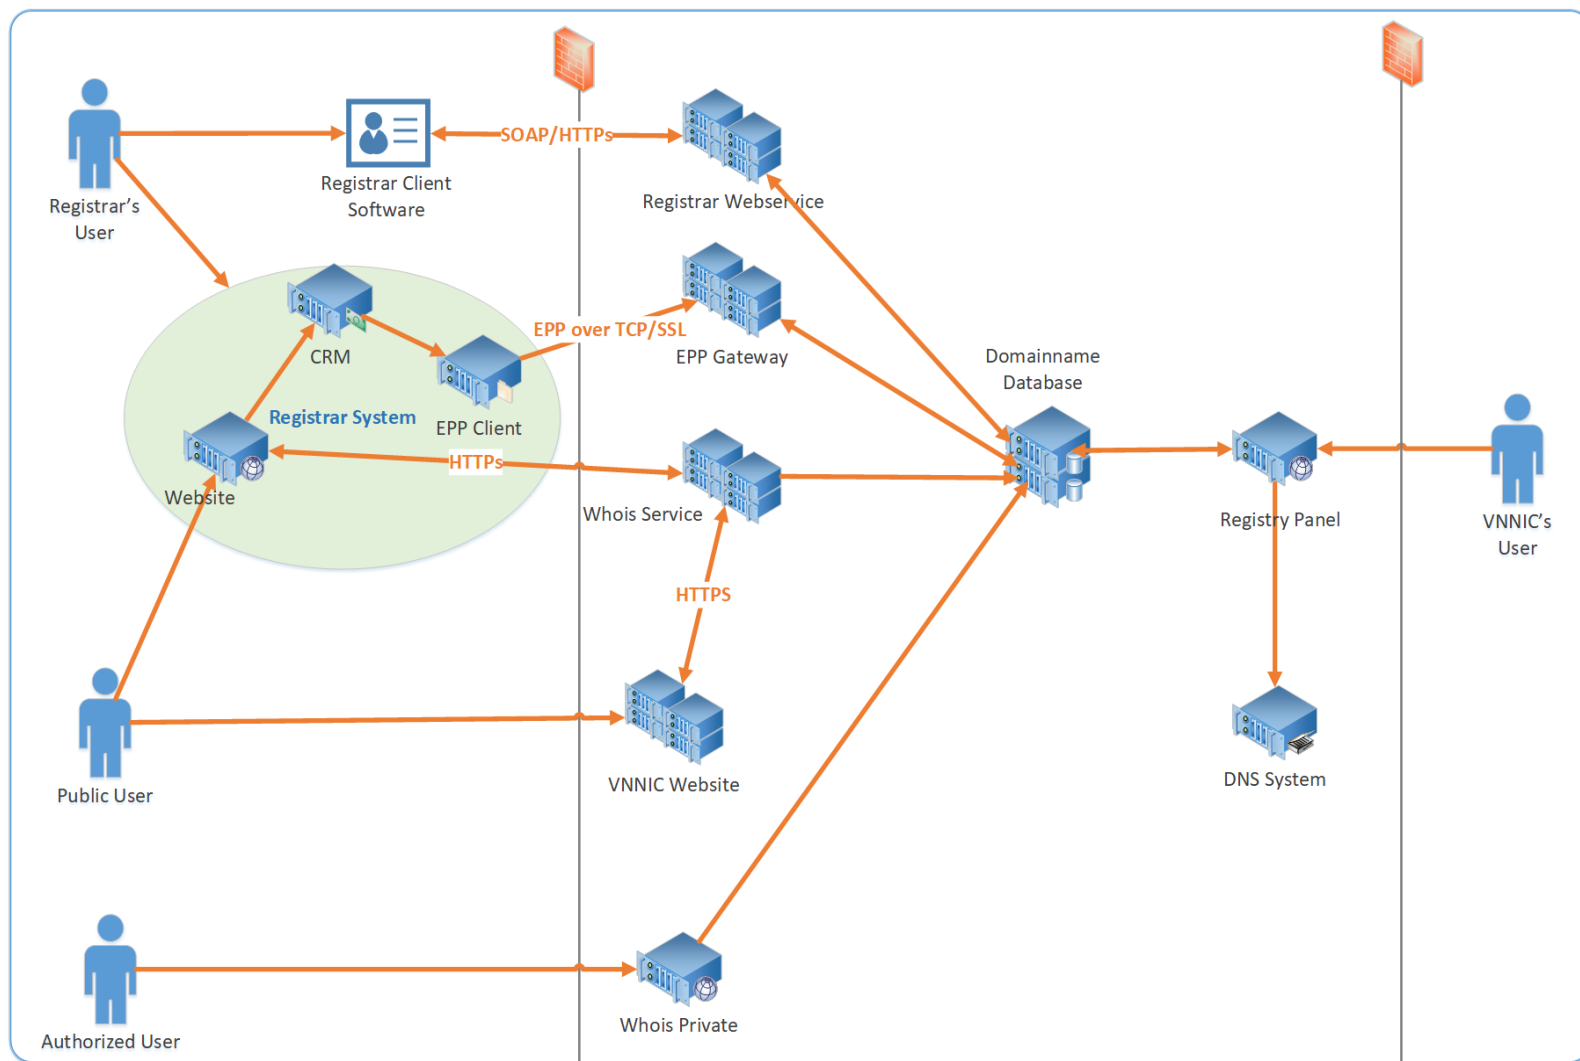 SOAP/HTTPs
Registrar Client
Software
Registrar Webservice
Registrar's
User
EPP over TCP/SSL
CRM
EPP Gateway
Domainname
Database
Registrar System
EPP Client
HTTPs
Website
Whois Service
Registry Panel
VNNIC's
User
HTTPS
VNNIC Website
DNS System
Public User
Whois Private
Authorized User